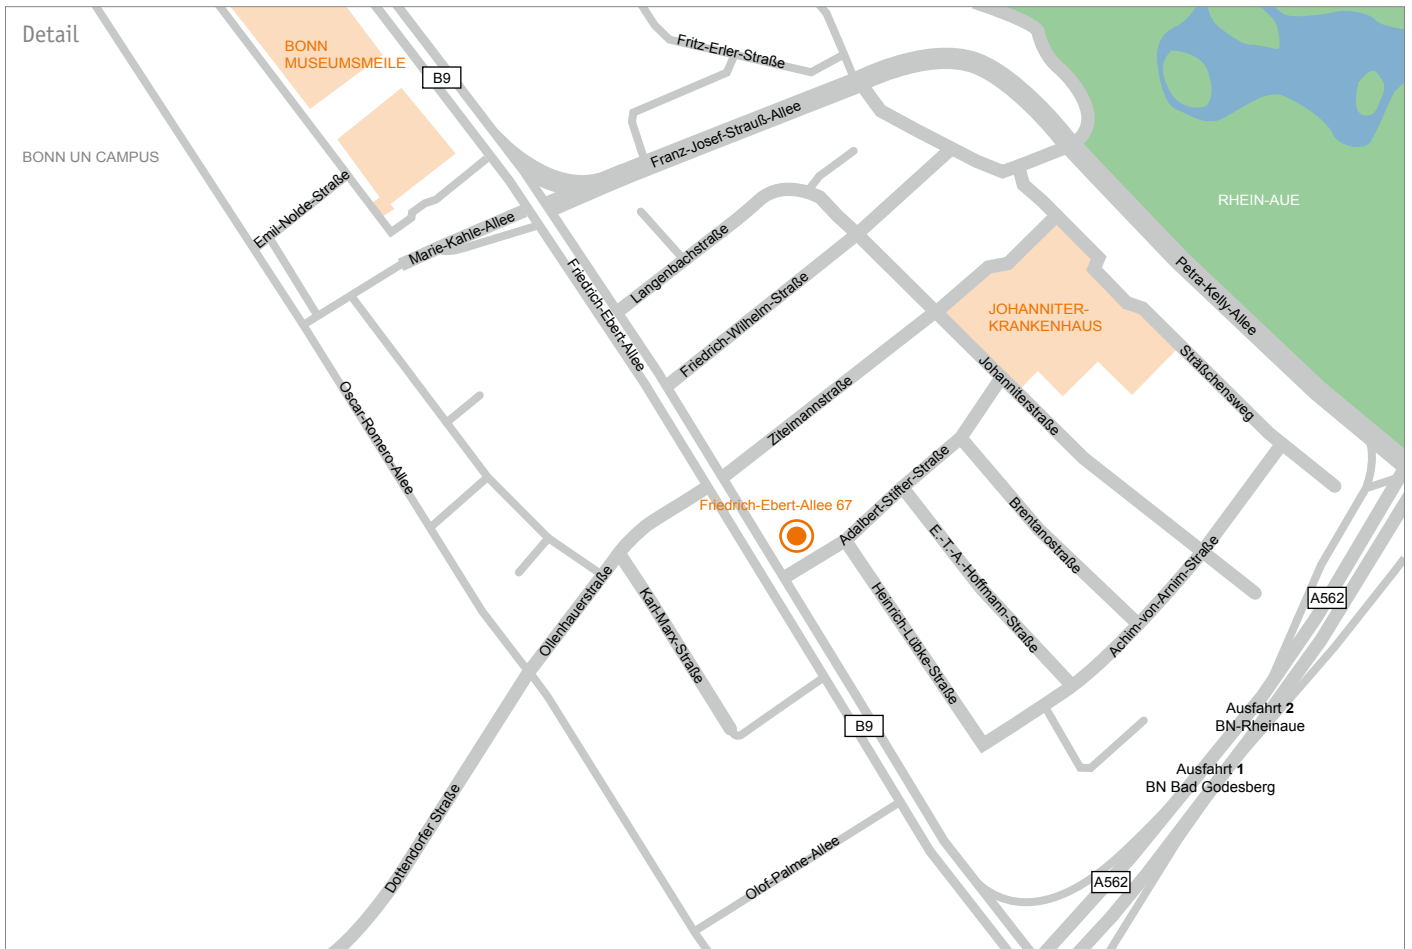 Detail
BONN
MUSEUMSMEILE
B9
Fritz-Erler-Straße
Franz-Josef-Strauß-Allee
BONN UN CAMPUS
Emil-Nolde-Straße
Marie-Kahle-Allee
RHEIN-AUE
Langenbachstraße
Friedrich-Ebert-Allee
Friedrich-Wilhelm-Straße
Petra-Kelly-Allee
JOHANNITER-
KRANKENHAUS
Sträßchensweg
Johanniterstraße
Zitelmannstraße
Oscar-Romero-Allee
Friedrich-Ebert-Allee 67
Adalbert-Stifter-Straße
Brentanostraße
E.-T.-A.-Hoffmann-Straße
Achim-von-Arnim-Straße
Heinrich-Lübke-Straße
Ollenhauerstraße
Karl-Marx-Straße
A562
Ausfahrt 2
BN-Rheinaue
B9
Ausfahrt 1
BN Bad Godesberg
Dottendorfer Straße
Olof-Palme-Allee
A562